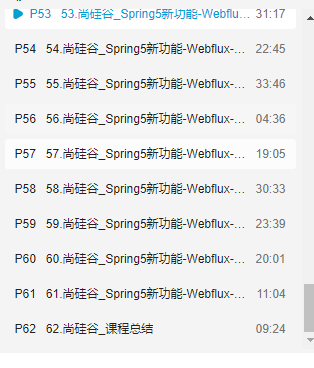 P53 53.尚硅谷_Spring5新功能-Webflu... 31:17
P54 54.尚硅谷_Spring5新功能-Webflux-... 22:45
P55 55.尚硅谷_Spring5新功能-Webflux-... 33:46
P56 56.尚硅谷_Spring5新功能-Webflux-... 04:36
P57 57.尚硅谷_Spring5新功能-Webflux-... 19:05
P58 58.尚硅谷_Spring5新功能-Webflux-... 30:33
P59 59.尚硅谷_Spring5新功能-Webflux-... 23:39
P60 60.尚硅谷_Spring5新功能-Webflux-... 20:01
P61 61.尚硅谷_Spring5新功能-Webflux-... 11:04
P62 62.尚硅谷_课程总结 09:24